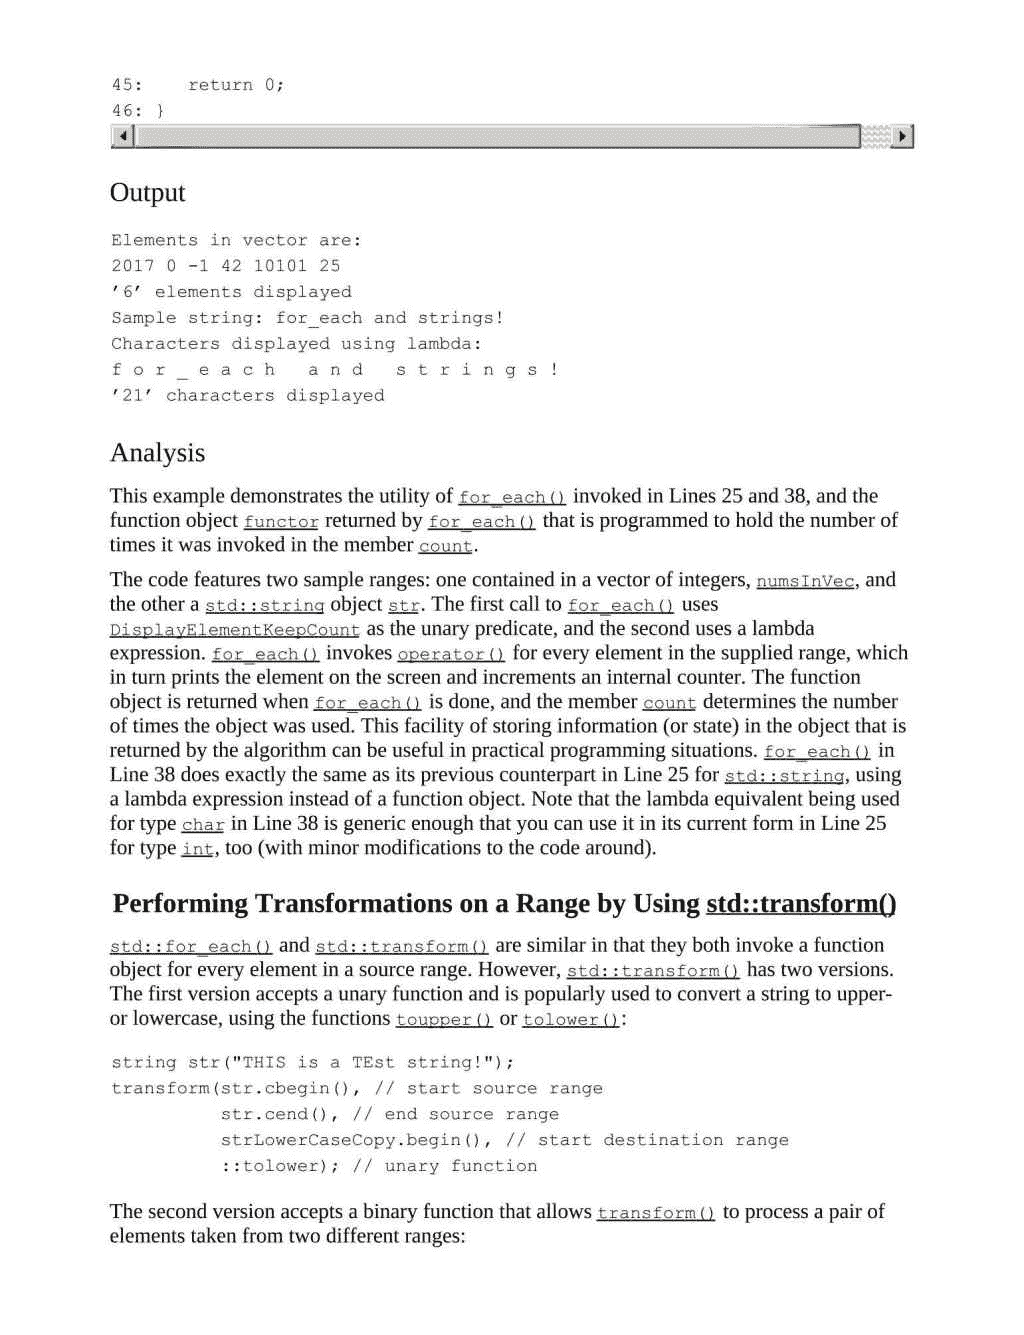 45:    return 0;
46: }
Output
Elements in vector are:
2017 0 -1 42 10101 25
’6’ elements displayed
Sample string: for_each and strings!
Characters displayed using lambda:
f o r _ e a c h   a n d   s t r i n g s !
’21’ characters displayed
Analysis
This example demonstrates the utility of for_each() invoked in Lines 25 and 38, and the
function object functor returned by for_each() that is programmed to hold the number of
times it was invoked in the member count.
The code features two sample ranges: one contained in a vector of integers, numsInVec, and
the other a std::string object str. The first call to for_each() uses
DisplayElementKeepCount as the unary predicate, and the second uses a lambda
expression. for_each() invokes operator() for every element in the supplied range, which
in turn prints the element on the screen and increments an internal counter. The function
object is returned when for_each() is done, and the member count determines the number
of times the object was used. This facility of storing information (or state) in the object that is
returned by the algorithm can be useful in practical programming situations. for_each() in
Line 38 does exactly the same as its previous counterpart in Line 25 for std::string, using
a lambda expression instead of a function object. Note that the lambda equivalent being used
for type char in Line 38 is generic enough that you can use it in its current form in Line 25
for type int, too (with minor modifications to the code around).
Performing Transformations on a Range by Using std::transform()
std::for_each() and std::transform() are similar in that they both invoke a function
object for every element in a source range. However, std::transform() has two versions.
The first version accepts a unary function and is popularly used to convert a string to upper-
or lowercase, using the functions toupper() or tolower():
string str("THIS is a TEst string!");
transform(str.cbegin(), // start source range
          str.cend(), // end source range
          strLowerCaseCopy.begin(), // start destination range
          ::tolower); // unary function
The second version accepts a binary function that allows transform() to process a pair of
elements taken from two different ranges: